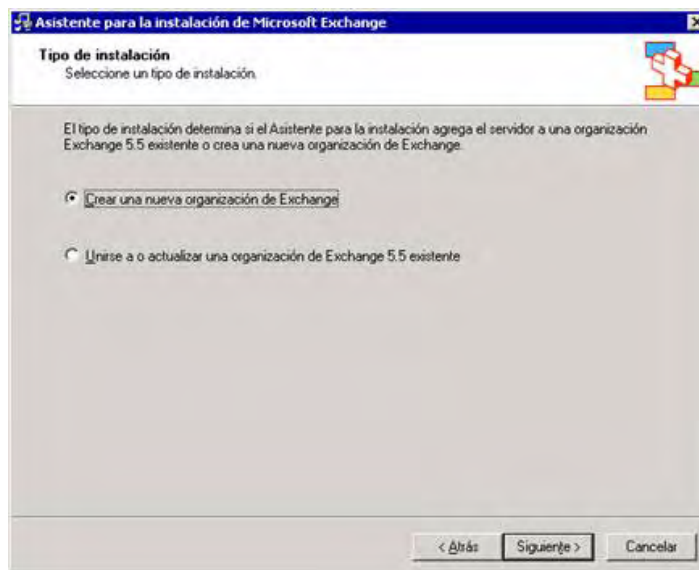 Asistente para la instalación de Microsoft Exchange
Tipo de instalación
Seleccione un tipo de instalación.
El tipo de instalación determina si el Asistente para la instalación agrega el servidor a una organización
Exchange 5.5 existente o crea una nueva organización de Exchange.
Crear una nueva organización de Exchange
Unirse a o actualizar una organización de Exchange 5.5 existente
< Atrás Siguiente > Cancelar